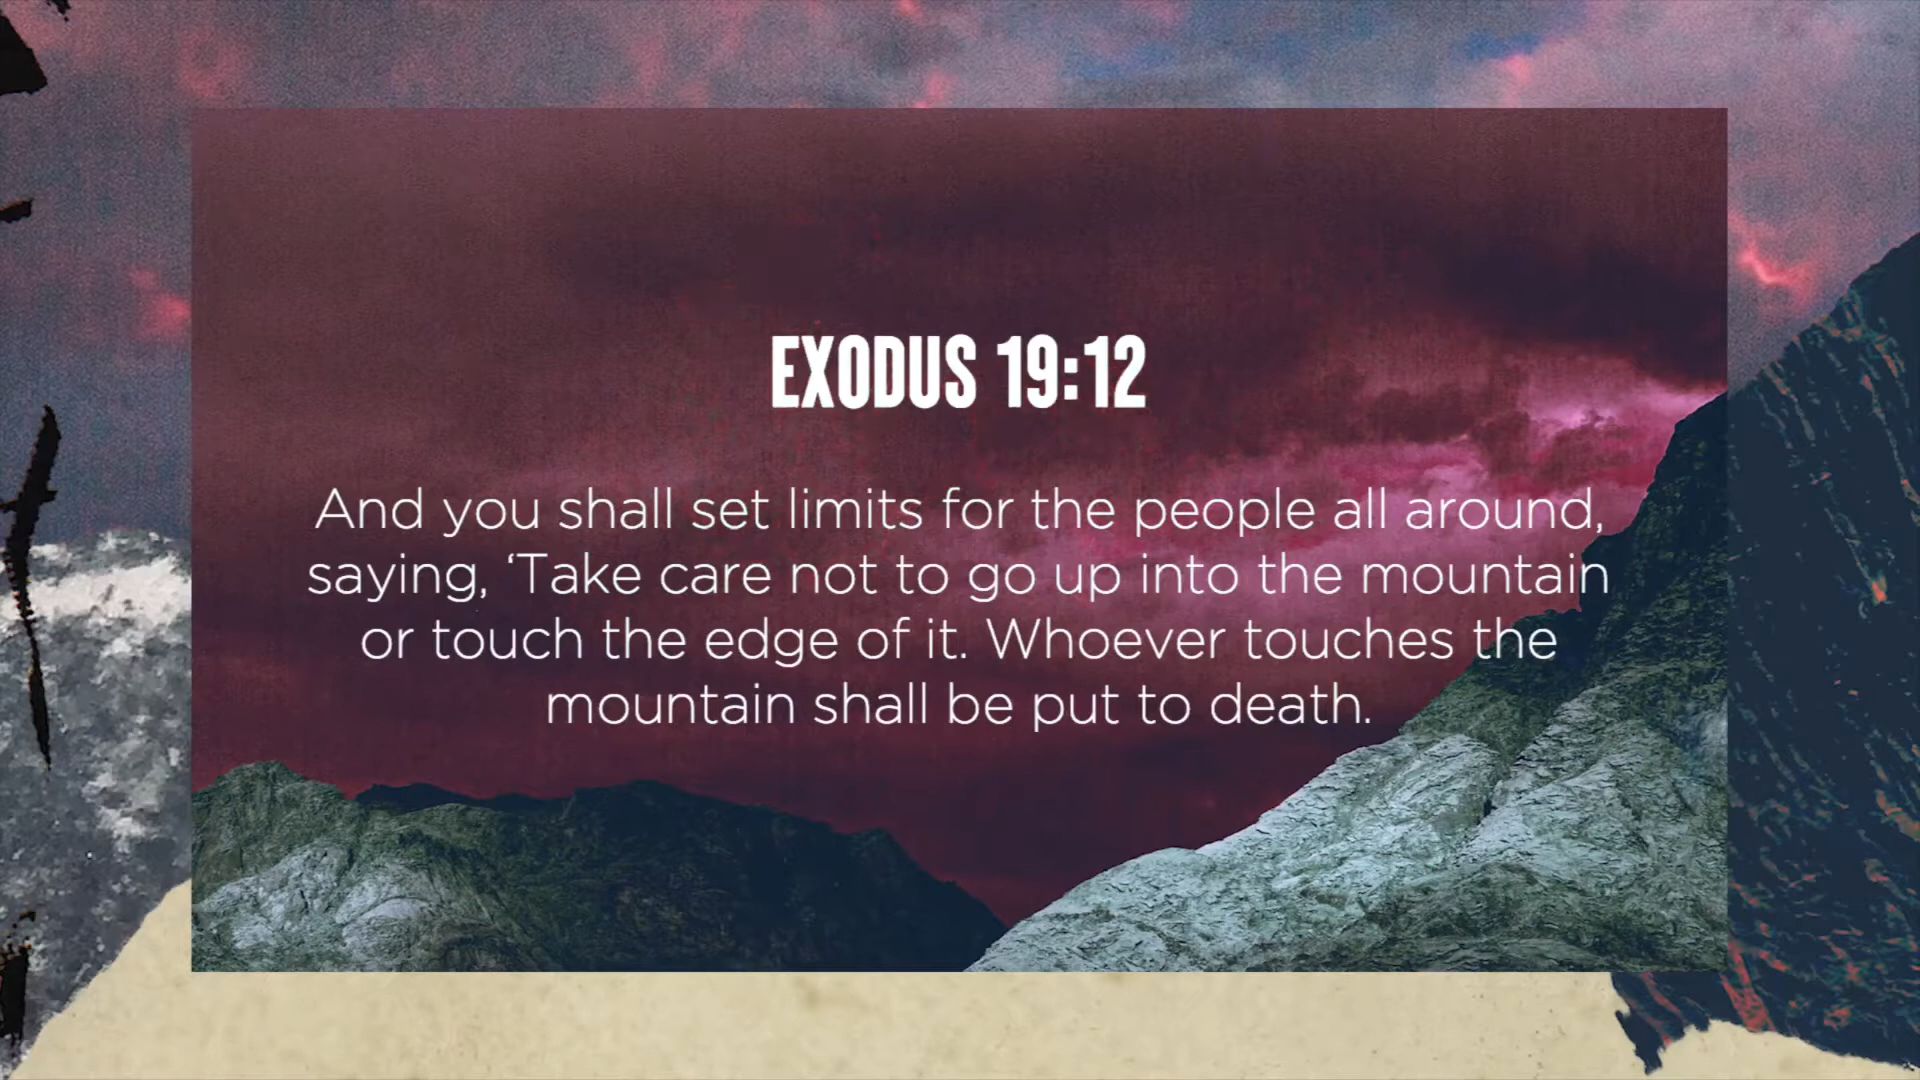 EXODUS 19:12
And you shall set limits for the people all around,
saying, ‘Take care not to go up into the mountain
or touch the edge of it. Whoever touches the
mountain shall be put to death.